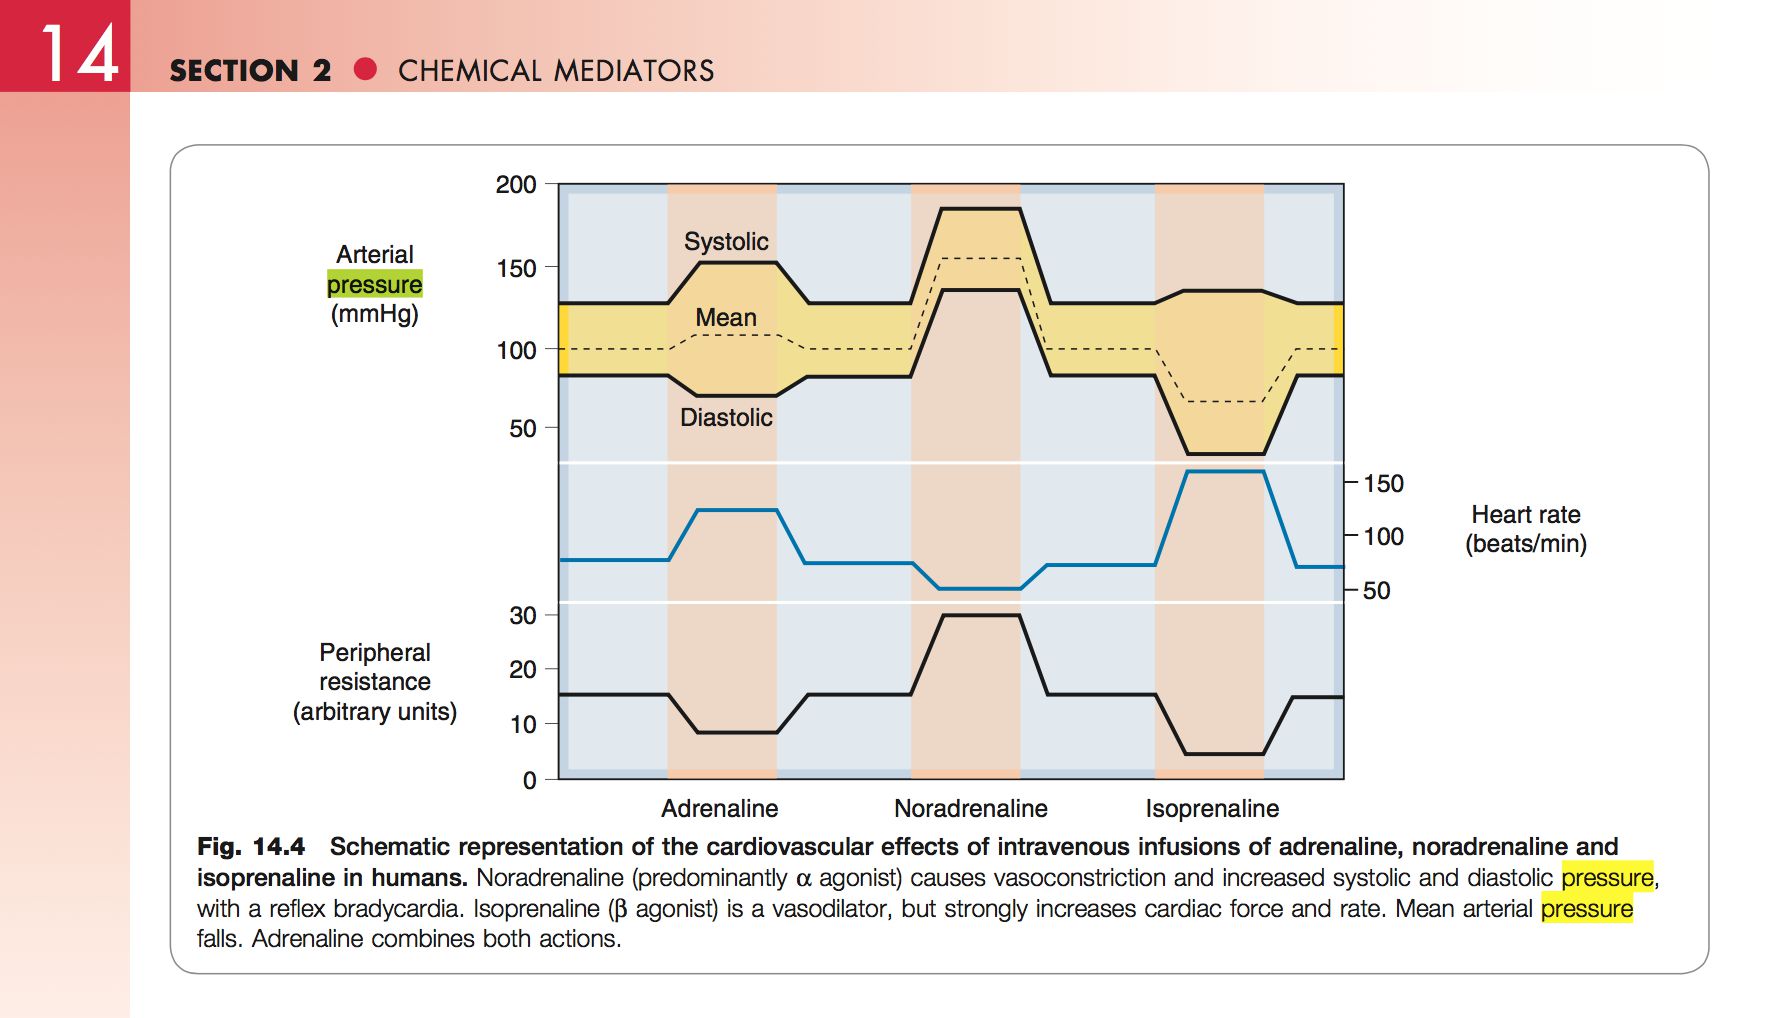 14
SECTION 2 ● CHEMICAL MEDIATORS
Arterial
pressure
(mmHg)
200
150
100
50
Systolic
Mean
Diastolic
150
100
50
Heart rate
(beats/min)
Peripheral
resistance
(arbitrary units)
30
20
10
0
Adrenaline Noradrenaline Isoprenaline
Fig. 14.4 Schematic representation of the cardiovascular effects of intravenous infusions of adrenaline, noradrenaline and
isoprenaline in humans. Noradrenaline (predominantly α agonist) causes vasoconstriction and increased systolic and diastolic pressure,
with a reflex bradycardia. Isoprenaline (β agonist) is a vasodilator, but strongly increases cardiac force and rate. Mean arterial pressure
falls. Adrenaline combines both actions.